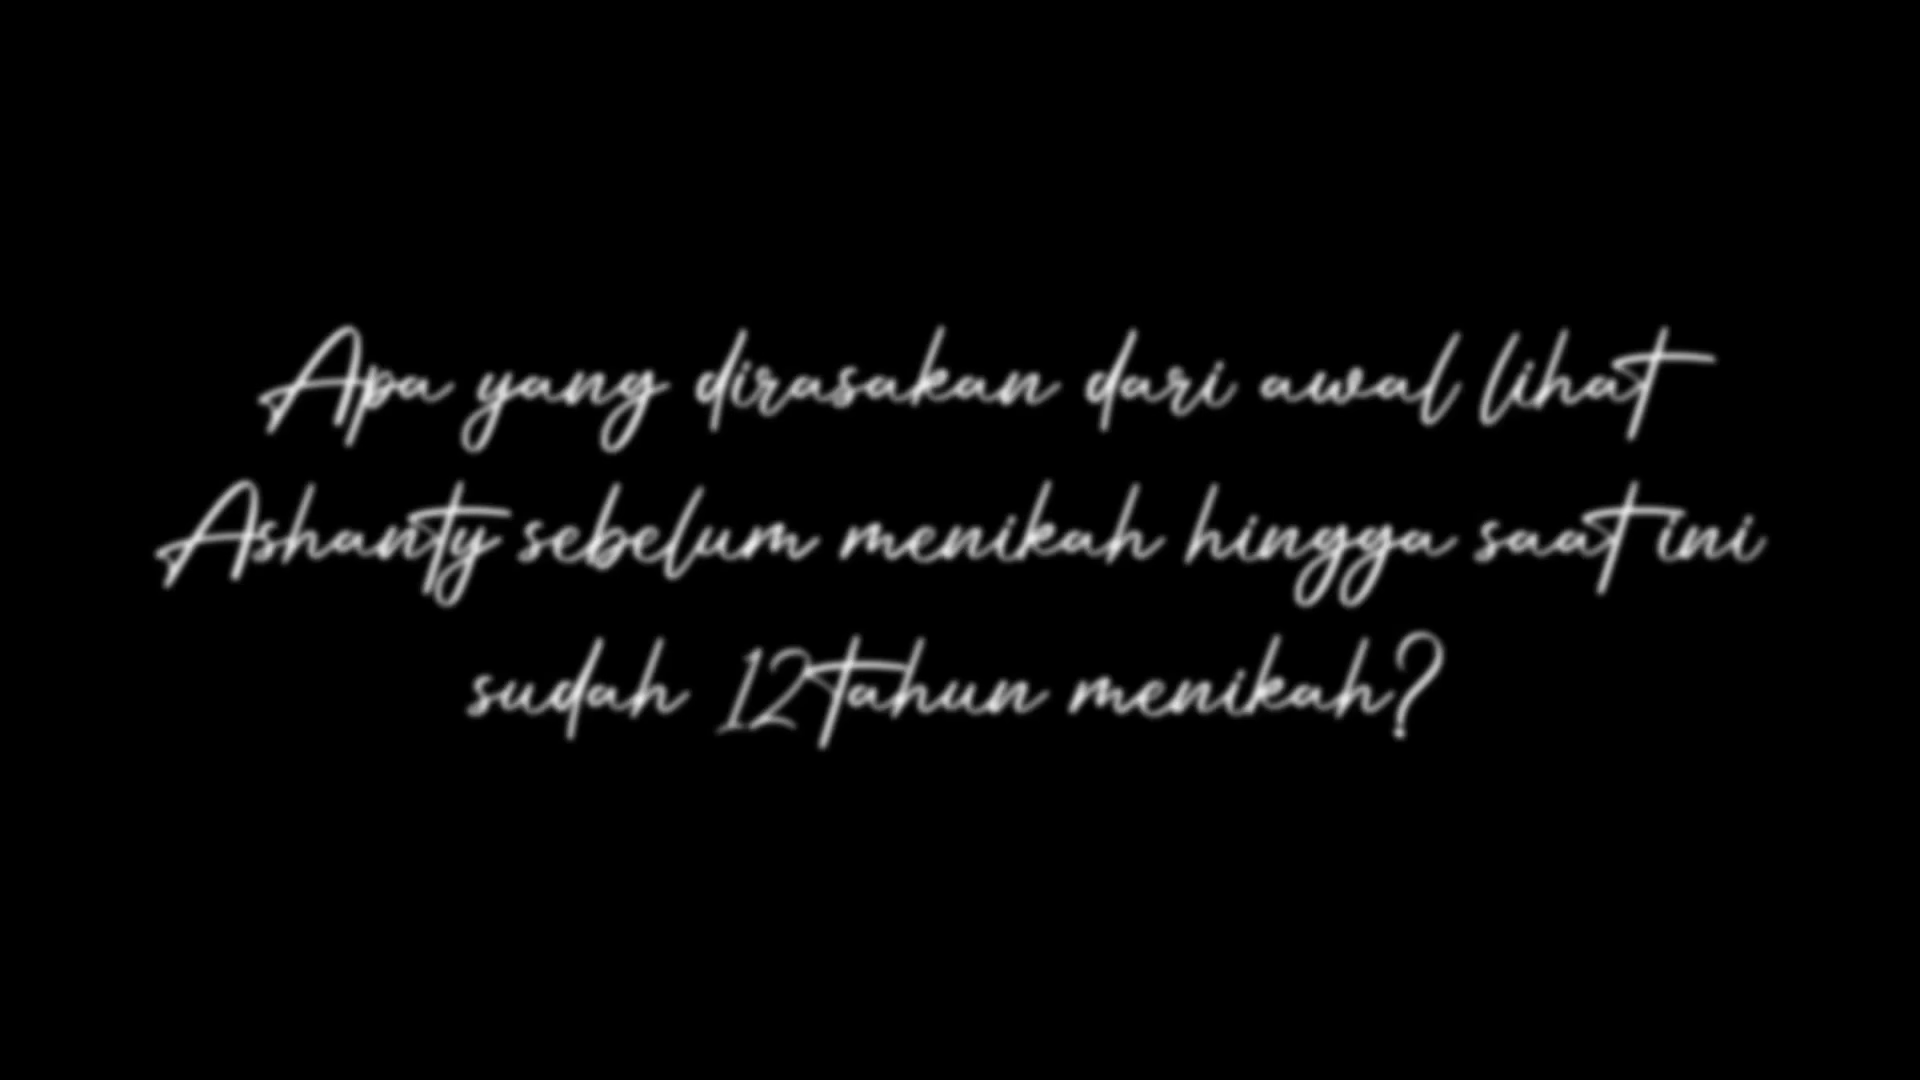 Apa yang dirasakan dari awal lihat
Ashanty sebelum menikah hingga saat ini
sudah 12 tahun menikah?